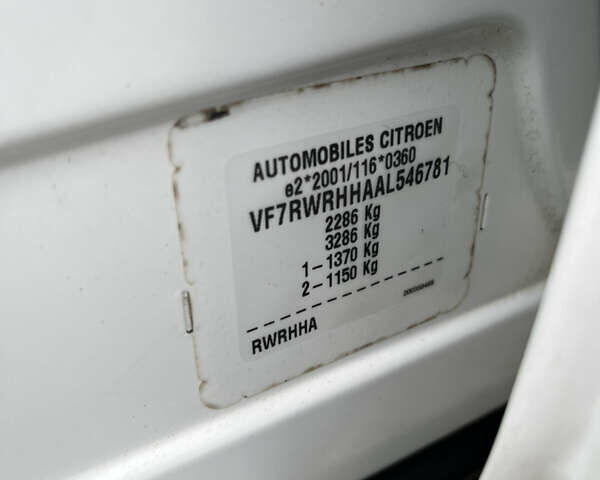 AUTOMOBILES CITROEN
e2*2001/116*0360
VF7RWRHHAAL546781
2286 Kg
3286 Kg
1-1370 Kg
2-1150 Kg
RWRHHA